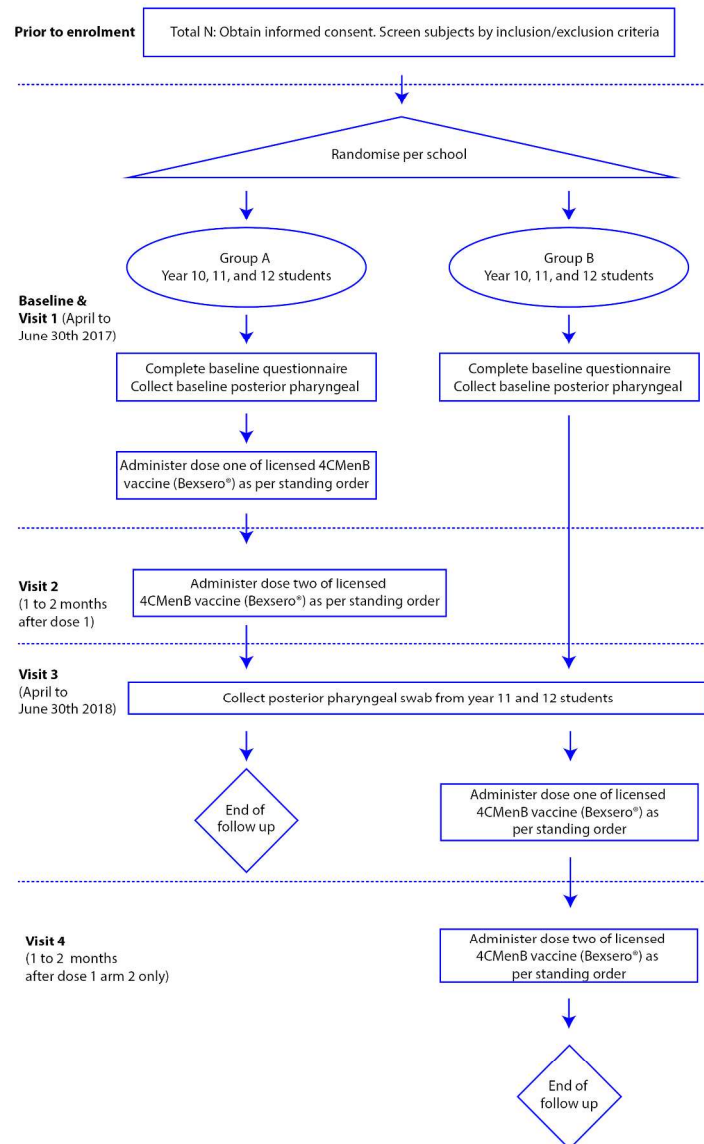 Prior to enrolment
Total N: Obtain informed consent. Screen subjects by inclusion/exclusion criteria
Randomise per school
Group A
Year 10, 11, and 12 students
Group B
Year 10, 11, and 12 students
Baseline &
Visit 1 (April to
June 30th 2017)
Complete baseline questionnaire
Collect baseline posterior pharyngeal
Complete baseline questionnaire
Collect baseline posterior pharyngeal
Administer dose one of licensed 4CMenB
vaccine (Bexsero®) as per standing order
Visit 2
(1 to 2 months
after dose 1)
Administer dose two of licensed
4CMenB vaccine (Bexsero®) as per standing order
Visit 3
(April to
June 30th 2018)
Collect posterior pharyngeal swab from year 11 and 12 students
End of
follow up
Administer dose one of licensed
4CMenB vaccine (Bexsero®) as
per standing order
Visit 4
(1 to 2 months
after dose 1 arm 2 only)
Administer dose two of licensed
4CMenB vaccine (Bexsero®) as
per standing order
End of
follow up